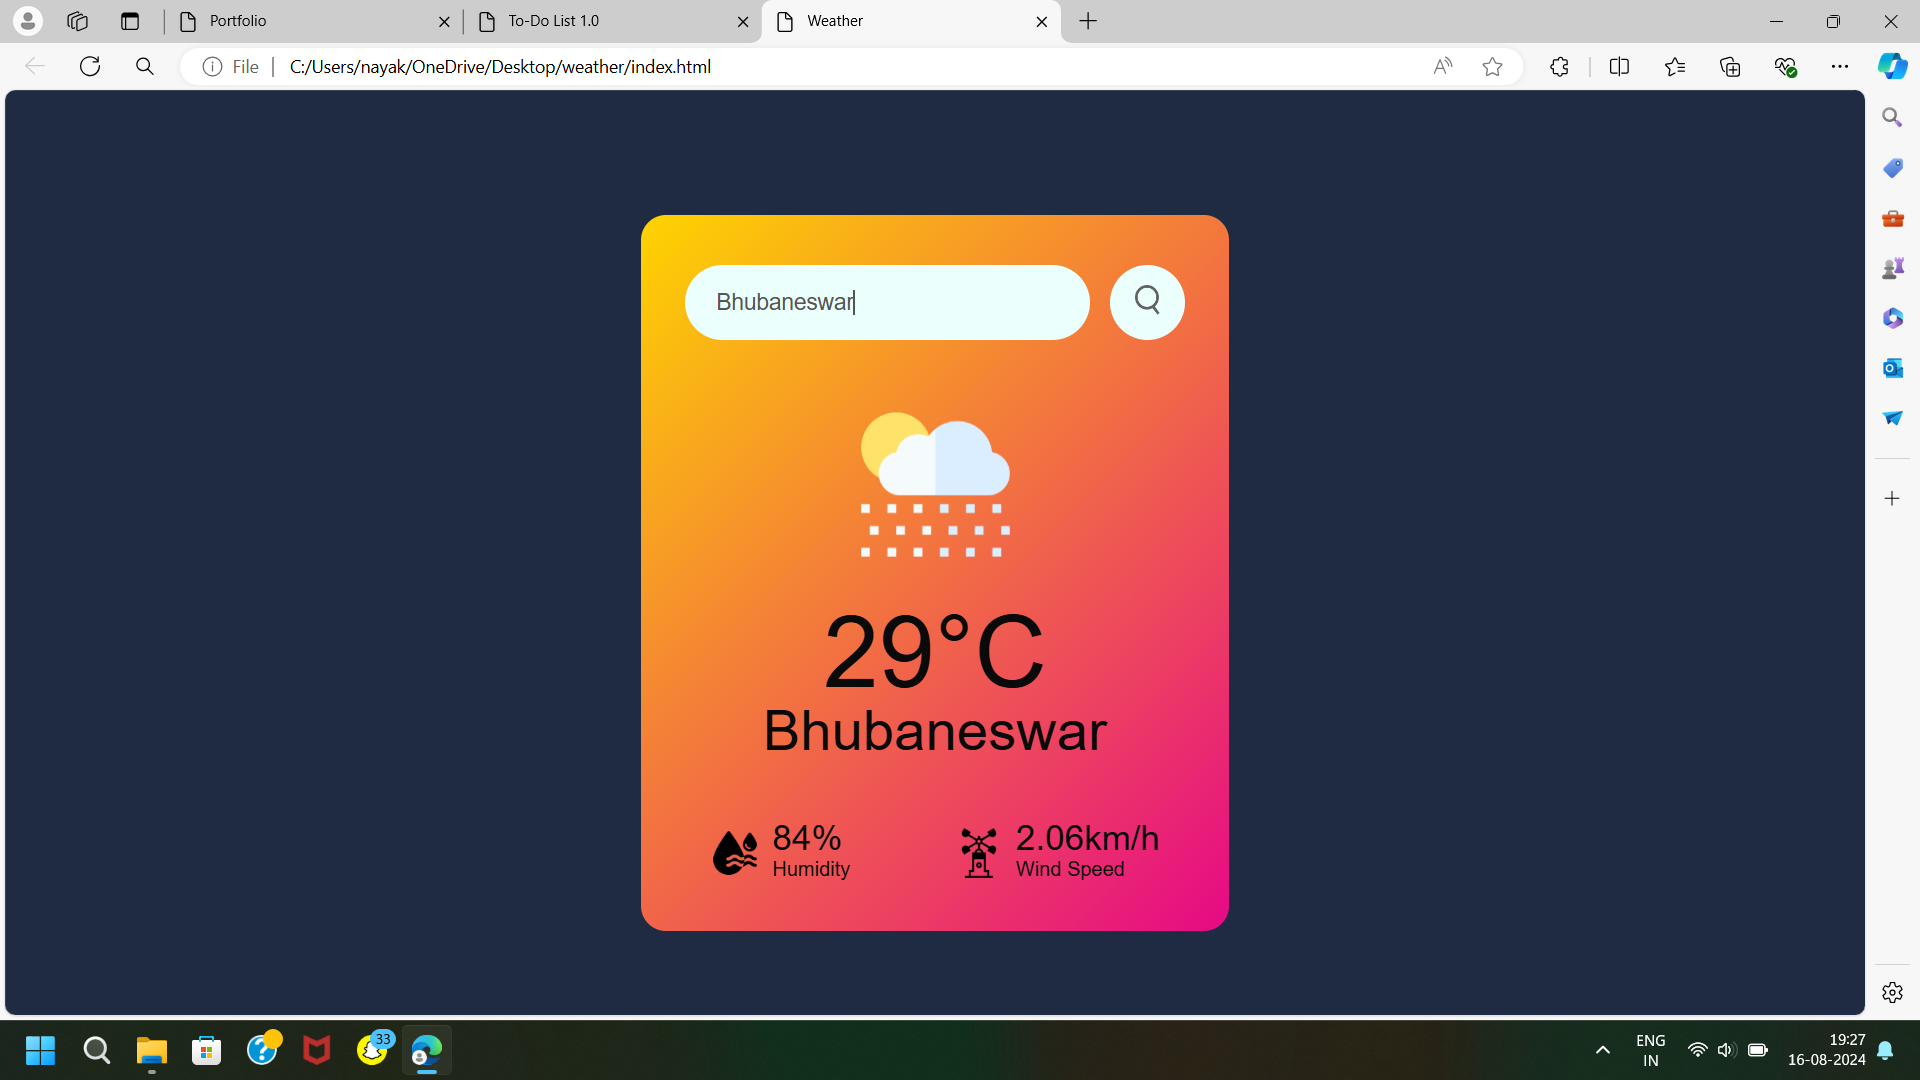 Portfolio
To-Do List 1.0
Weather
File
C:/Users/nayak/OneDrive/Desktop/weather/index.html
Bhubaneswar
29°C
Bhubaneswar
84%
Humidity
2.06km/h
Wind Speed
33
ENG
IN
19:27
16-08-2024